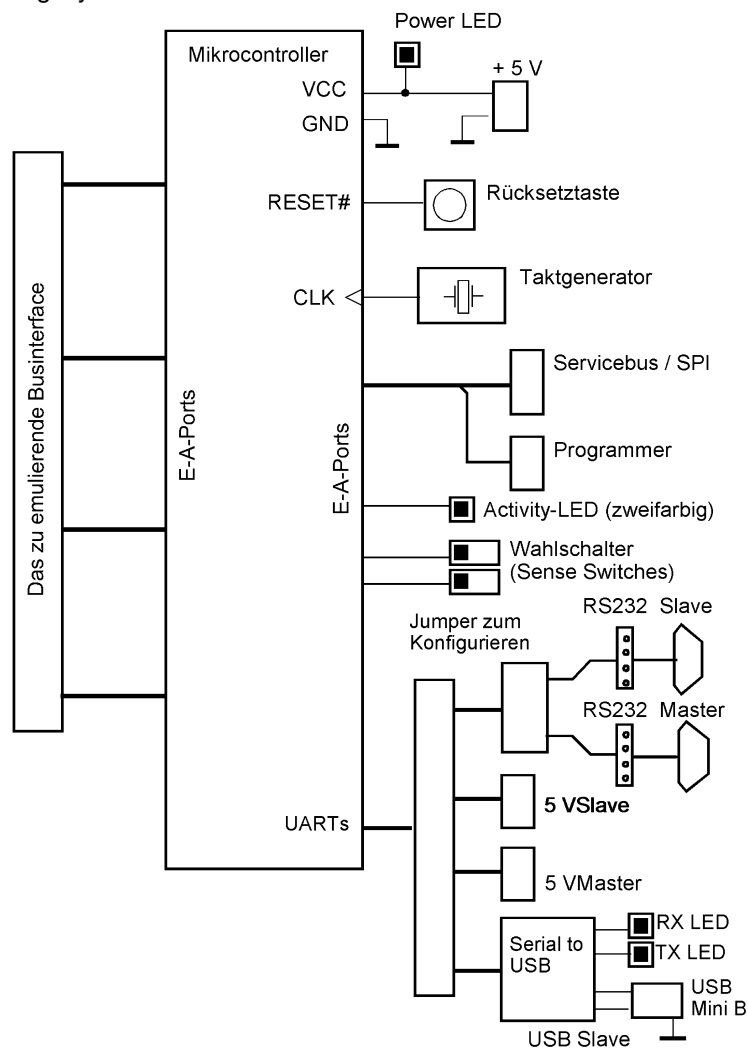 Power LED
Mikrocontroller
+ 5 V
VCC
GND
RESET#
Rücksetztaste
CLK
Taktgenerator
Das zu emulierende Businterface
E-A-Ports
E-A-Ports
Servicebus / SPI
Programmer
Activity-LED (zweifarbig)
Wahlschalter
(Sense Switches)
RS232 Slave
Jumper zum
Konfigurieren
RS232 Master
UARTs
5 VSlave
5 VMaster
Serial to
USB
RX LED
TX LED
USB
Mini B
USB Slave